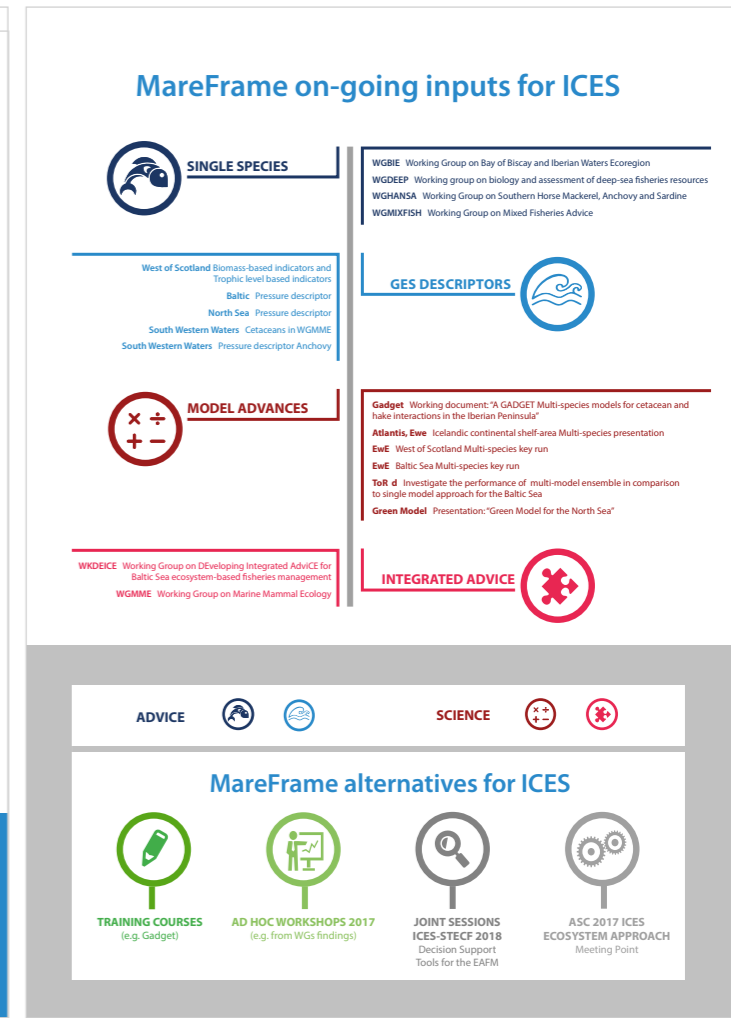 MareFrame on-going inputs for ICES
SINGLE SPECIES
WGBIE Working Group on Bay of Biscay and Iberian Waters Ecoregion
WGDEEP Working group on biology and assessment of deep-sea fisheries resources
WGHANSA Working Group on Southern Horse Mackerel, Anchovy and Sardine
WGMIXFISH Working Group on Mixed Fisheries Advice
West of Scotland Biomass-based indicators and
Trophic level based indicators
Baltic Pressure descriptor
North Sea Pressure descriptor
South Western Waters Cetaceans in WGMME
South Western Waters Pressure descriptor Anchovy
GES DESCRIPTORS
MODEL ADVANCES
Gadget Working document: "A GADGET Multi-species models for cetacean and
hake interactions in the Iberian Peninsula"
Atlantis, Ewe Icelandic continental shelf-area Multi-species presentation
EwE West of Scotland Multi-species key run
EwE Baltic Sea Multi-species key run
ToR d Investigate the performance of multi-model ensemble in comparison
to single model approach for the Baltic Sea
Green Model Presentation: "Green Model for the North Sea"
WKDEICE Working Group on DEveloping Integrated AdviCE for
Baltic Sea ecosystem-based fisheries management
WGMME Working Group on Marine Mammal Ecology
INTEGRATED ADVICE
ADVICE
SCIENCE
MareFrame alternatives for ICES
TRAINING COURSES
(e.g. Gadget)
AD HOC WORKSHOPS 2017
(e.g. from WGs findings)
JOINT SESSIONS
ICES-STECF 2018
Decision Support
Tools for the EAFM
ASC 2017 ICES
ECOSYSTEM APPROACH
Meeting Point